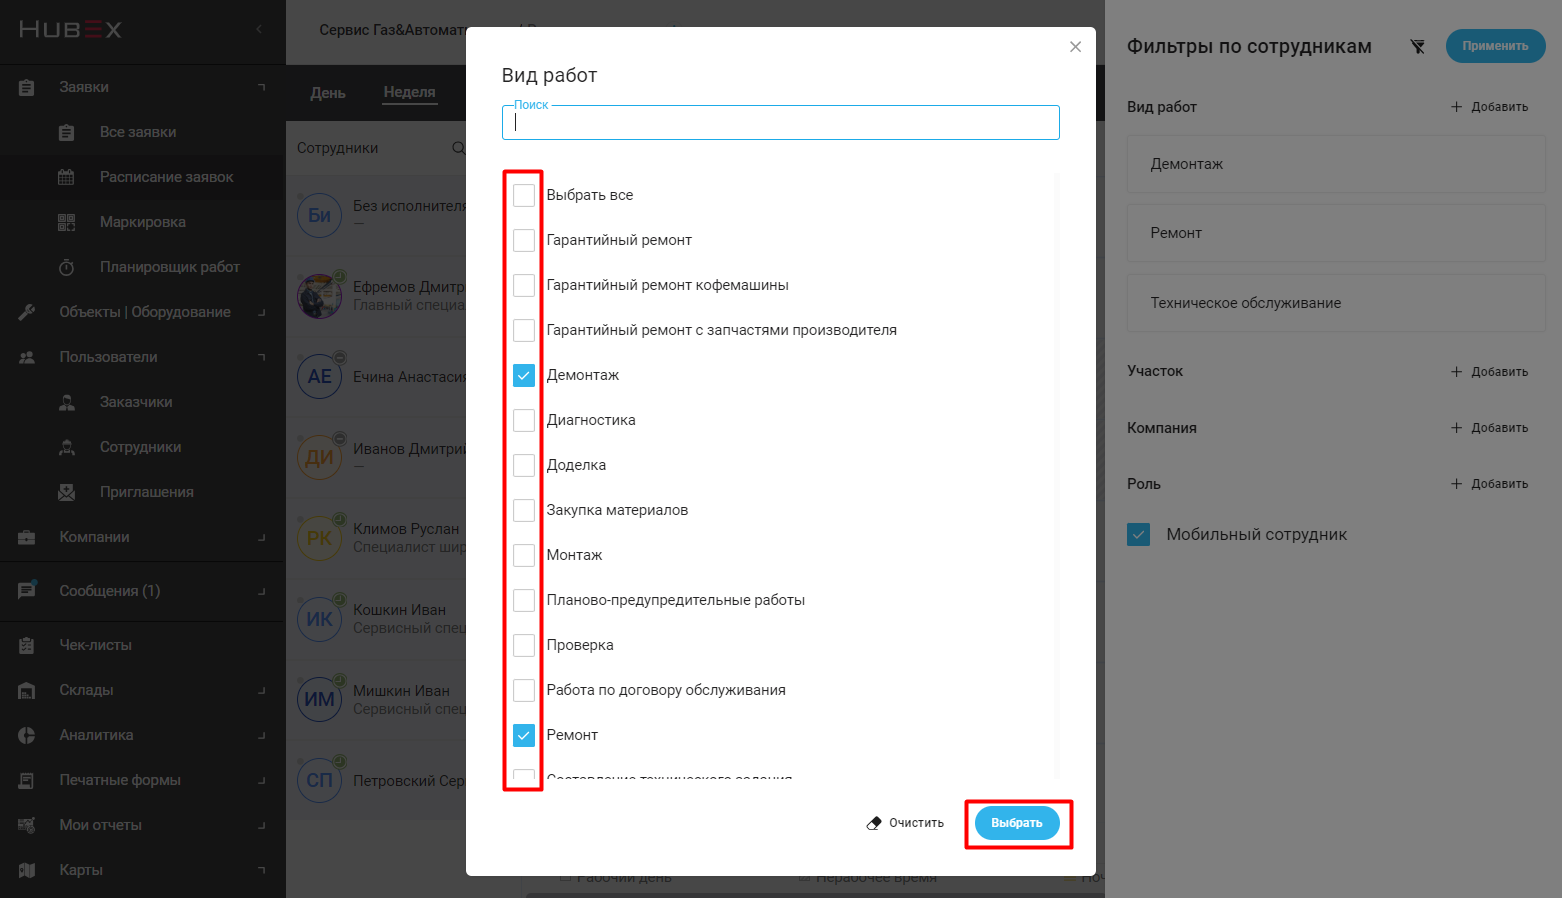 HUBEX
Заявки
Все заявки
Расписание заявок
Маркировка
Планировщик работ
Объекты | Оборудование
Пользователи
Заказчики
Сотрудники
Приглашения
Компании
Сообщения (1)
Чек-листы
Склады
Аналитика
Печатные формы
Мои отчеты
Карты
Сервис Газ&Автомат
День
Неделя
Сотрудники
Би
Без исполнителя
—
Ефремов Дмитр
Главный специа
АЕ
Ечина Анастасия
ДИ
Иванов Дмитрий
—
РК
Климов Руслан
Специалист шир
ИК
Кошкин Иван
Сервисный спец
ИМ
Мишкин Иван
Сервисный спец
СП
Петровский Сер
Вид работ
Поиск
Выбрать все
Гарантийный ремонт
Гарантийный ремонт кофемашины
Гарантийный ремонт с запчастями производителя
Демонтаж
Диагностика
Доделка
Закупка материалов
Монтаж
Планово-предупредительные работы
Проверка
Работа по договору обслуживания
Ремонт
Составление технического задания
Очистить
Выбрать
Рабочий день
Нерабочее время
Ноч
Фильтры по сотрудникам
Применить
Вид работ
Добавить
Демонтаж
Ремонт
Техническое обслуживание
Участок
Добавить
Компания
Добавить
Роль
Добавить
Мобильный сотрудник